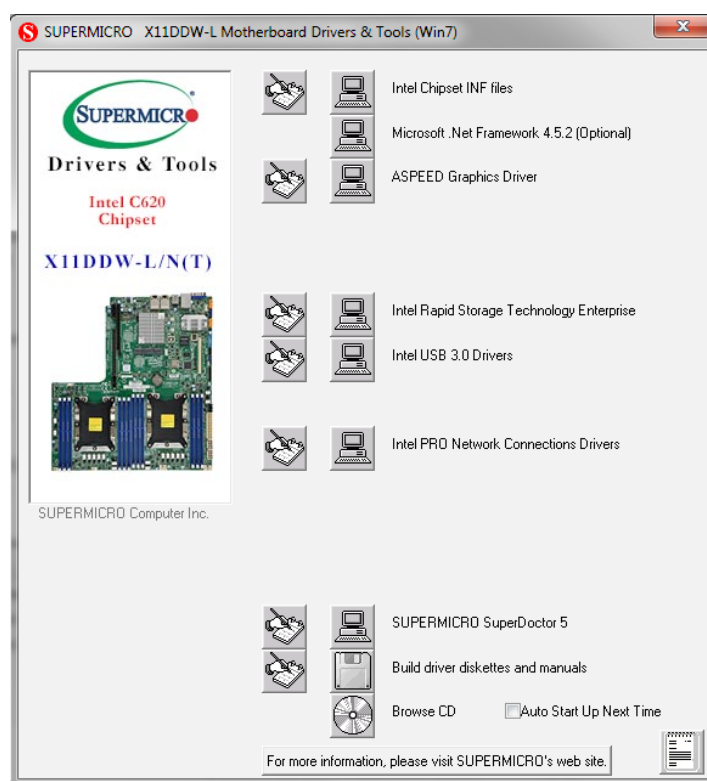 SUPERMICRO X11DDW-L Motherboard Drivers & Tools (Win7)
SUPERMICR
Drivers & Tools
Intel C620
Chipset
X11DDW-L/N(T)
SUPERMICRO Computer Inc.
Intel Chipset INF files
Microsoft .Net Framework 4.5.2 (Optional)
ASPEED Graphics Driver
Intel Rapid Storage Technology Enterprise
Intel USB 3.0 Drivers
Intel PRO Network Connections Drivers
SUPERMICRO SuperDoctor 5
Build driver diskettes and manuals
Browse CD Auto Start Up Next Time
For more information, please visit SUPERMICRO's web site.